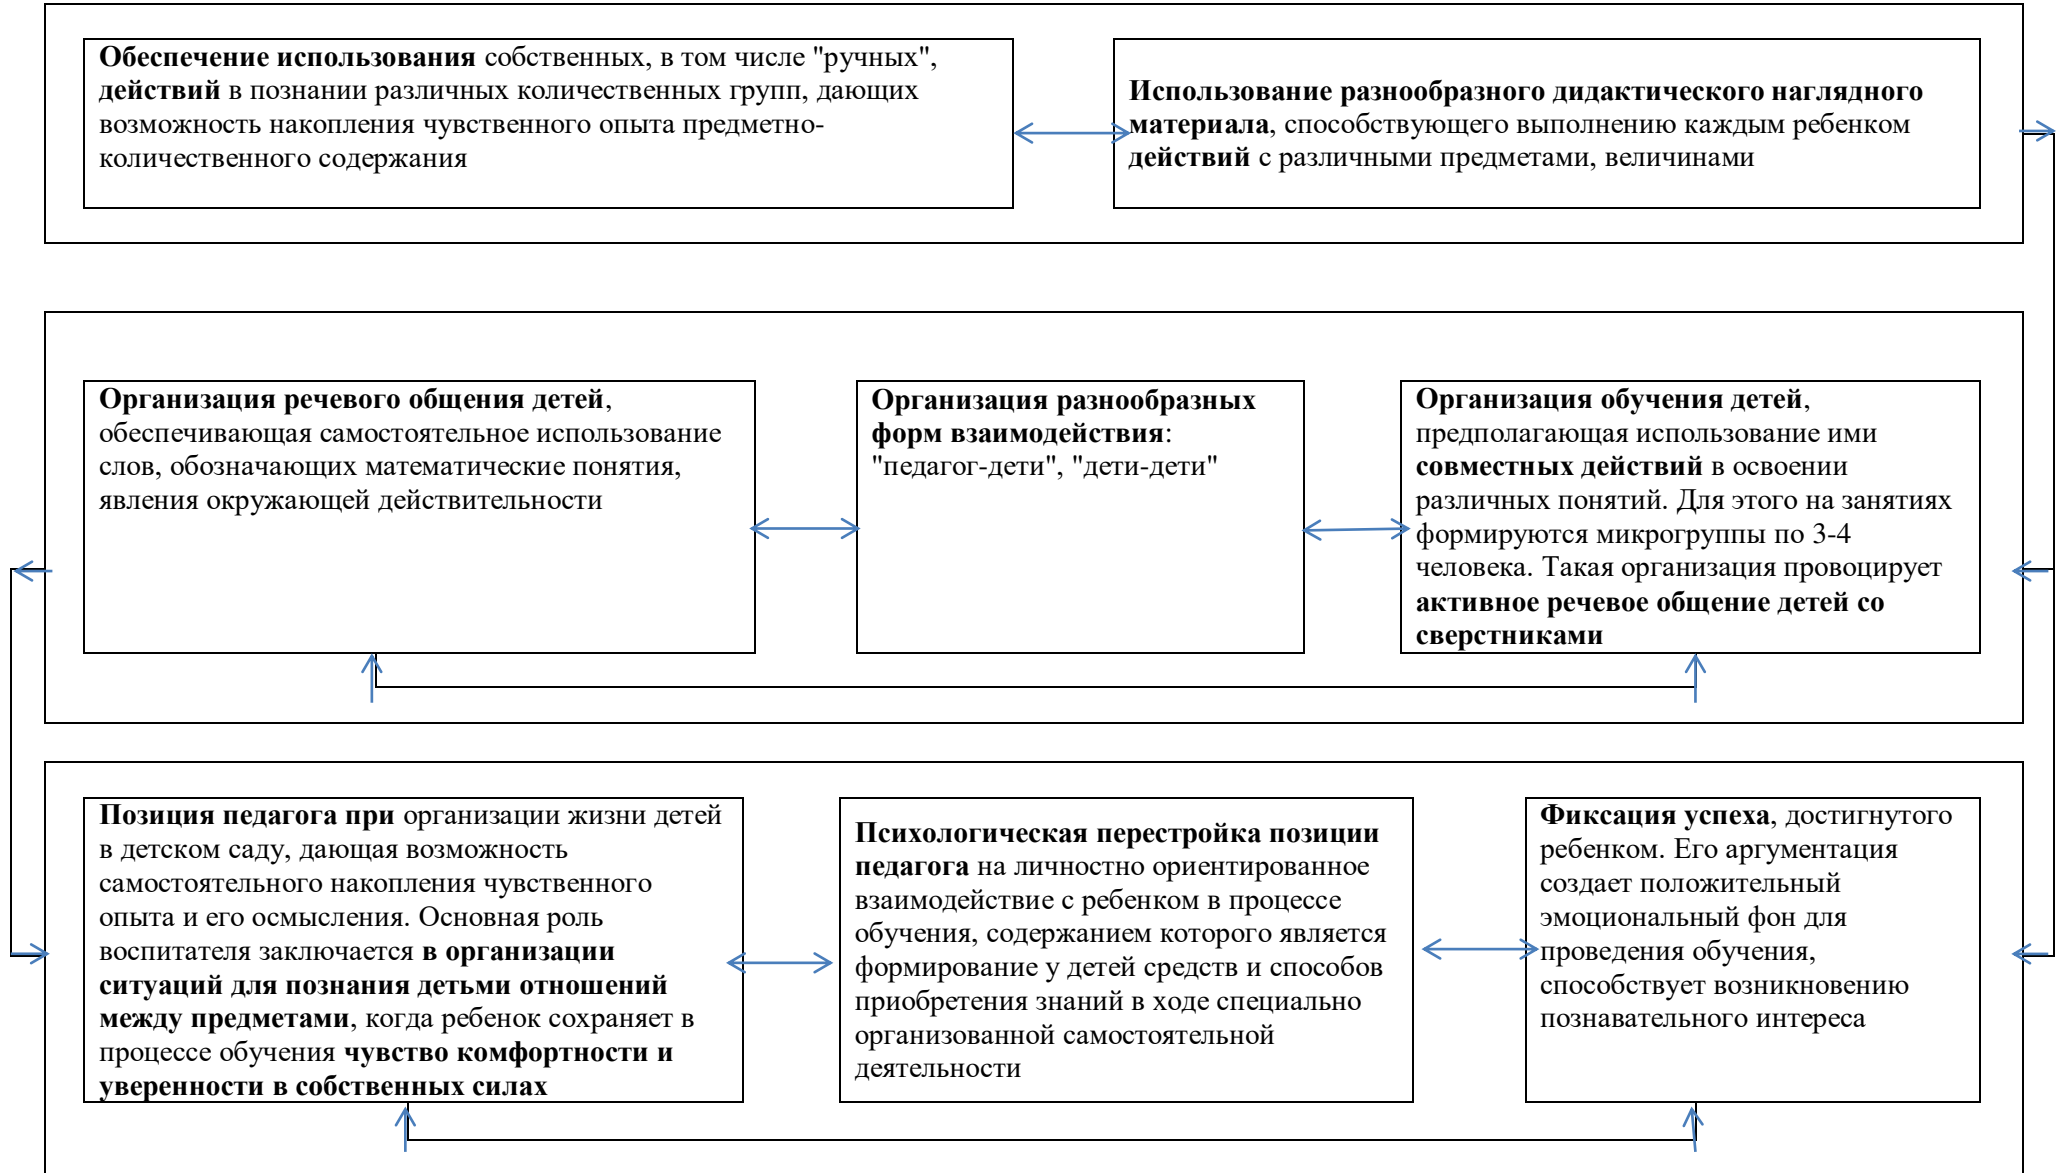 Обеспечение использования собственных, в том числе "ручных",
действий в познании различных количественных групп, дающих
возможность накопления чувственного опыта предметно-
количественного содержания
Использование разнообразного дидактического наглядного
материала, способствующего выполнению каждым ребенком
действий с различными предметами, величинами
Организация речевого общения детей,
обеспечивающая самостоятельное использование
слов, обозначающих математические понятия,
явления окружающей действительности
Организация разнообразных
форм взаимодействия:
"педагог-дети", "дети-дети"
Организация обучения детей,
предполагающая использование ими
совместных действий в освоении
различных понятий. Для этого на занятиях
формируются микрогруппы по 3-4
человека. Такая организация провоцирует
активное речевое общение детей со
сверстниками
Позиция педагога при организации жизни детей
в детском саду, дающая возможность
самостоятельного накопления чувственного
опыта и его осмысления. Основная роль
воспитателя заключается в организации
ситуаций для познания детьми отношений
между предметами, когда ребенок сохраняет в
процессе обучения чувство комфортности и
уверенности в собственных силах
Психологическая перестройка позиции
педагога на личностно ориентированное
взаимодействие с ребенком в процессе
обучения, содержанием которого является
формирование у детей средств и способов
приобретения знаний в ходе специально
организованной самостоятельной
деятельности
Фиксация успеха, достигнутого
ребенком. Его аргументация
создает положительный
эмоциональный фон для
проведения обучения,
способствует возникновению
познавательного интереса